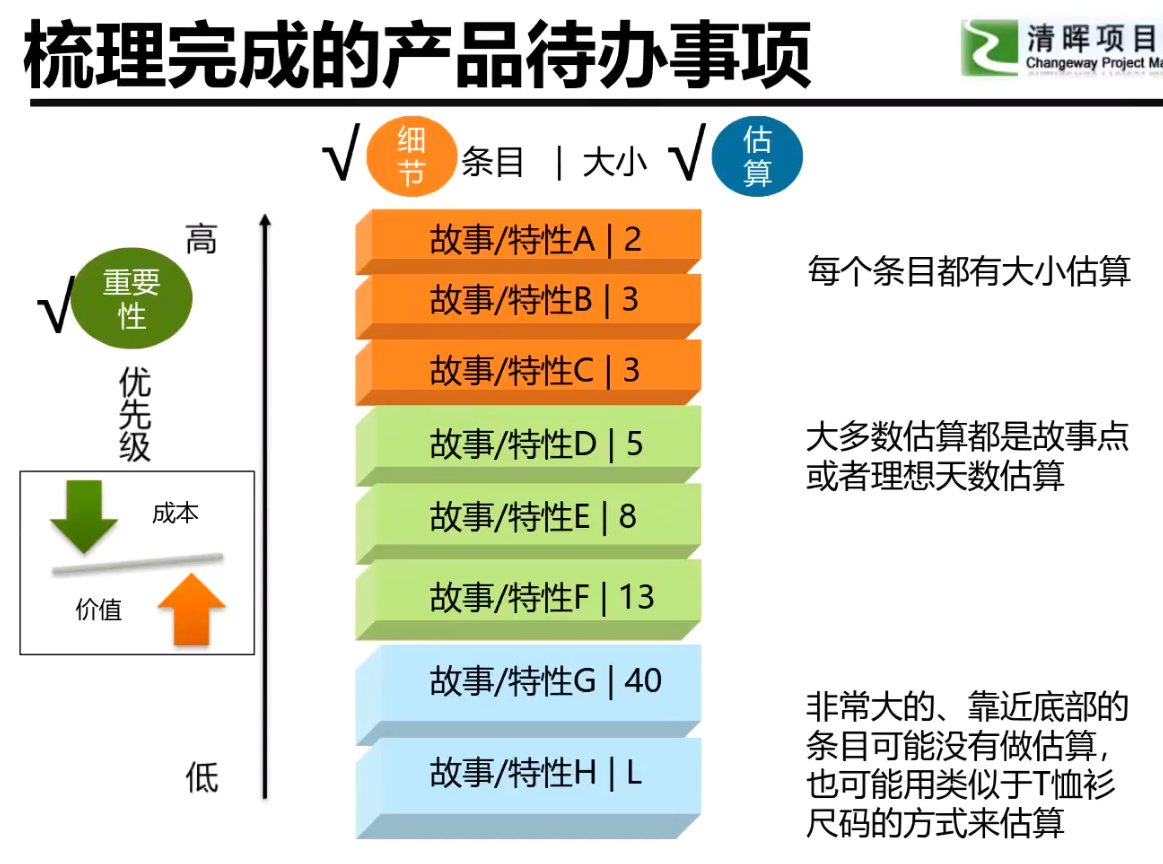 梳理完成的产品待办事项
清晖项目
Changeway Project Ma
√ 细节 条目 | 大小 √ 估算
高
√ 重要性
优先级
成本
价值
低
故事/特性A | 2
故事/特性B | 3
故事/特性C | 3
故事/特性D | 5
故事/特性E | 8
故事/特性F | 13
故事/特性G | 40
故事/特性H | L
每个条目都有大小估算
大多数估算都是故事点
或者理想天数估算
非常大的、靠近底部的
条目可能没有做估算,
也可能用类似于T恤衫
尺码的方式来估算